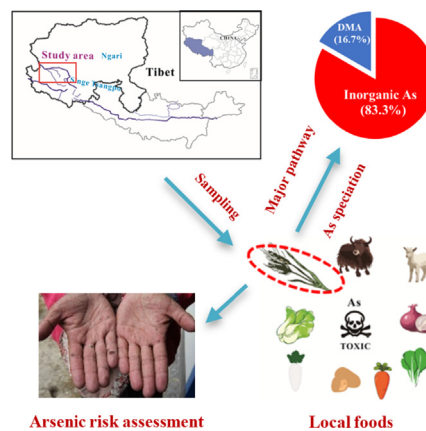 CHINA
Study area
Ngari
Tibet
DMA
(16.7%)
Inorganic As
(83.3%)
Sampling
Major pathway
As speciation
As
TOXIC
Arsenic risk assessment
Local foods